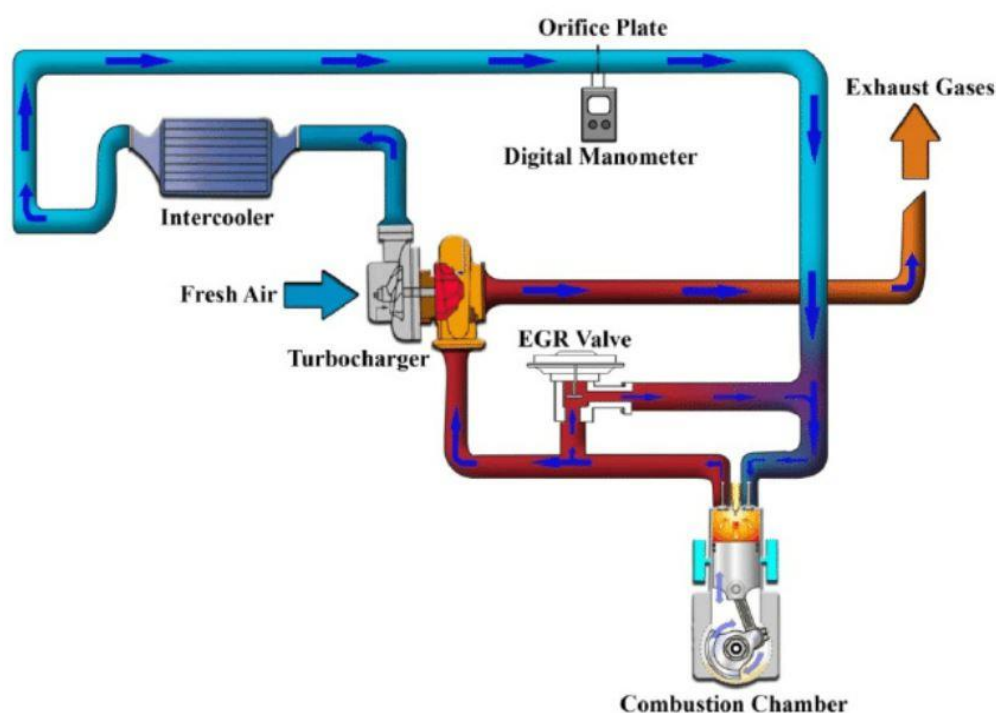 Orifice Plate
Exhaust Gases
Digital Manometer
Intercooler
Fresh Air
EGR Valve
Turbocharger
Combustion Chamber